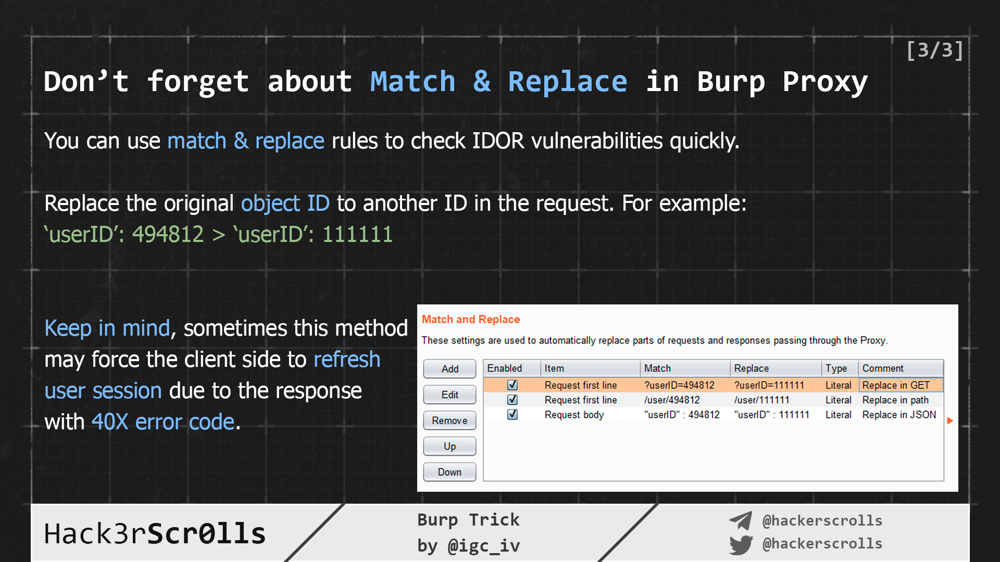 [3/3]
Don’t forget about Match & Replace in Burp Proxy
You can use match & replace rules to check IDOR vulnerabilities quickly.
Replace the original object ID to another ID in the request. For example:
‘userID’: 494812 > ‘userID’: 111111
Keep in mind, sometimes this method
may force the client side to refresh
user session due to the response
with 40X error code.
Match and Replace
These settings are used to automatically replace parts of requests and responses passing through the Proxy.
Add
Edit
Remove
Up
Down
Enabled Item Match Replace Type Comment
Request first line ?userID=494812 ?userID=111111 Literal Replace in GET
Request first line /user/494812 /user/111111 Literal Replace in path
Request body "userID" : 494812 "userID" : 111111 Literal Replace in JSON
Hack3rScr0lls
Burp Trick
by @igc_iv
@hackerscrolls
@hackerscrolls